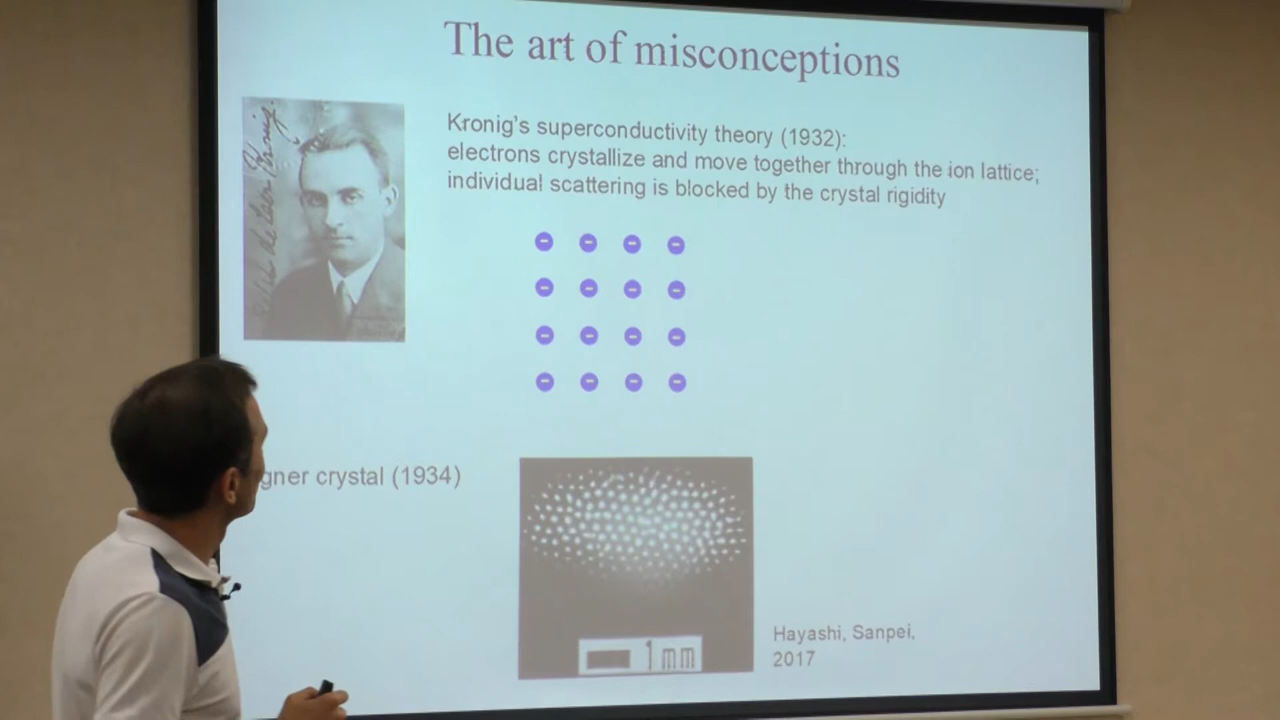 The art of misconceptions
Kronig's superconductivity theory (1932):
electrons crystallize and move together through the ion lattice;
individual scattering is blocked by the crystal rigidity
Kronig.
gner crystal (1934)
1mm
Hayashi, Sanpei,
2017